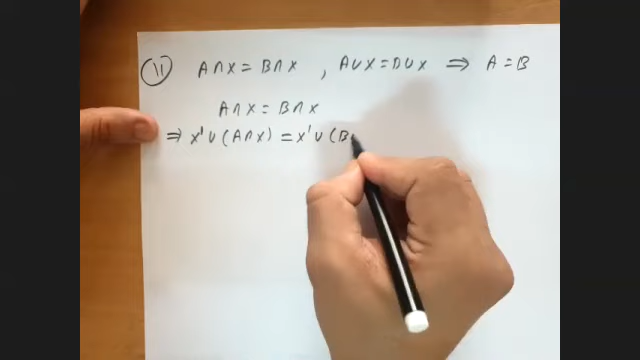 11 A∩X = B∩X , A∪X = B∪X ⇒ A = B
A∩X = B∩X
⇒ X' ∪ (A∩X) = X' ∪ (B